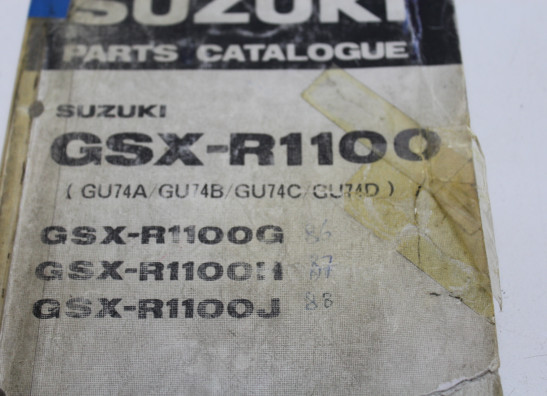 SUZUKI
PARTS CATALOGUE
SUZUKI
GSX-R1100
( GU74A/GU74B/GU74C/GU74D )
GSX-R1100G 86
GSX-R1100H 87
GSX-R1100J 88